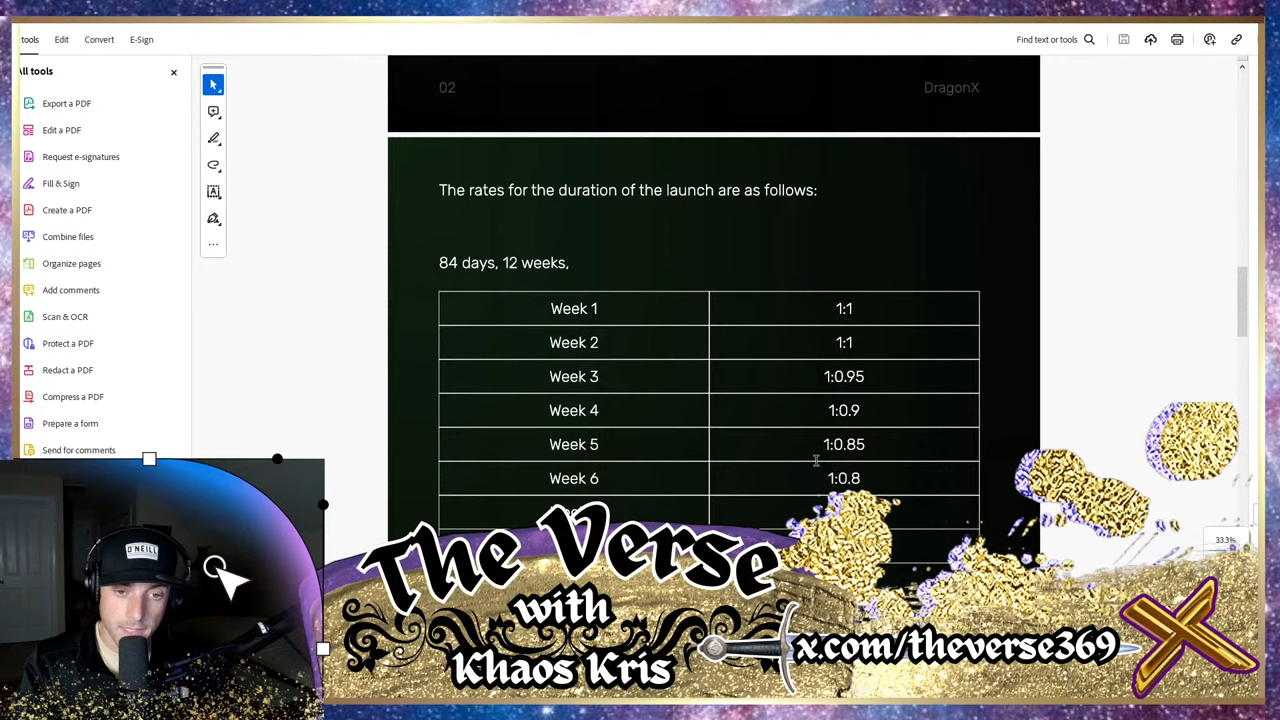 tools Edit Convert E-Sign Find text or tools
All tools
Export a PDF
Edit a PDF
Request e-signatures
Fill & Sign
Create a PDF
Combine files
Organize pages
Add comments
Scan & OCR
Protect a PDF
Redact a PDF
Compress a PDF
Prepare a form
Send for comments
02 DragonX
The rates for the duration of the launch are as follows:
84 days, 12 weeks,
Week 1 1:1
Week 2 1:1
Week 3 1:0.95
Week 4 1:0.9
Week 5 1:0.85
Week 6 1:0.8
33.3%
O'NEILL
The Verse
with
Khaos Kris
x.com/theverse369
X